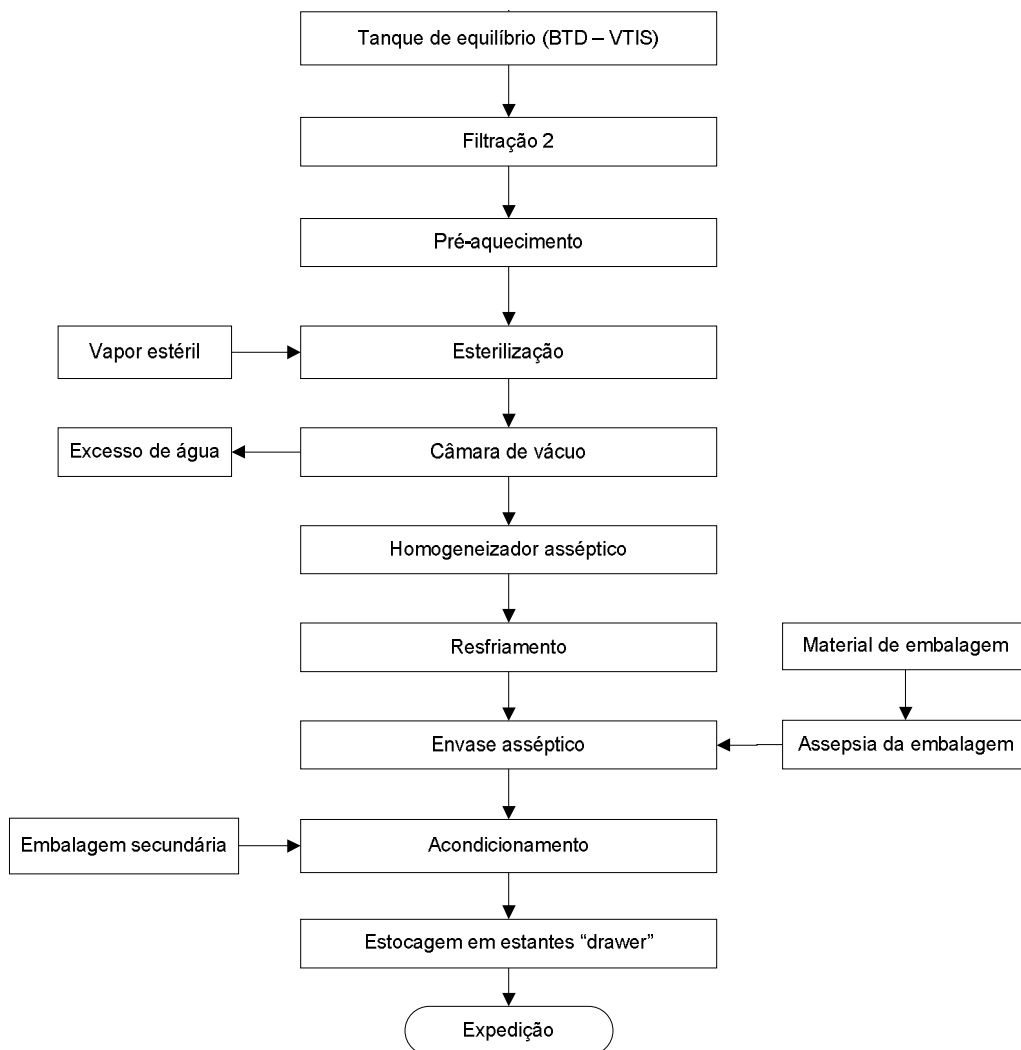 Tanque de equilíbrio (BTD – VTIS)
Filtração 2
Pré-aquecimento
Vapor estéril
Esterilização
Excesso de água
Câmara de vácuo
Homogeneizador asséptico
Resfriamento
Material de embalagem
Envase asséptico
Assepsia da embalagem
Embalagem secundária
Acondicionamento
Estocagem em estantes “drawer”
Expedição